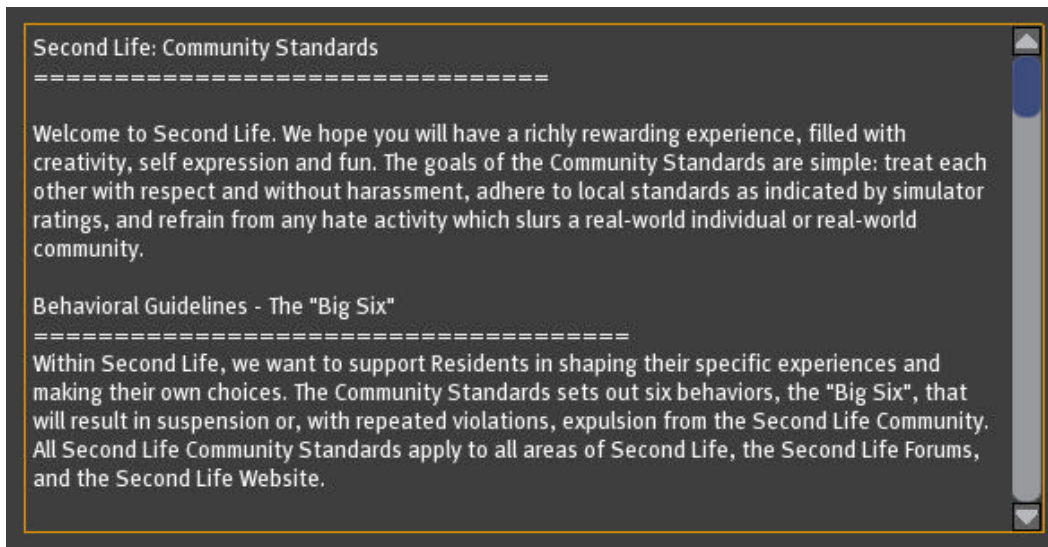 Second Life: Community Standards
================================
Welcome to Second Life. We hope you will have a richly rewarding experience, filled with
creativity, self expression and fun. The goals of the Community Standards are simple: treat each
other with respect and without harassment, adhere to local standards as indicated by simulator
ratings, and refrain from any hate activity which slurs a real-world individual or real-world
community.
Behavioral Guidelines - The "Big Six"
=====================================
Within Second Life, we want to support Residents in shaping their specific experiences and
making their own choices. The Community Standards sets out six behaviors, the "Big Six", that
will result in suspension or, with repeated violations, expulsion from the Second Life Community.
All Second Life Community Standards apply to all areas of Second Life, the Second Life Forums,
and the Second Life Website.